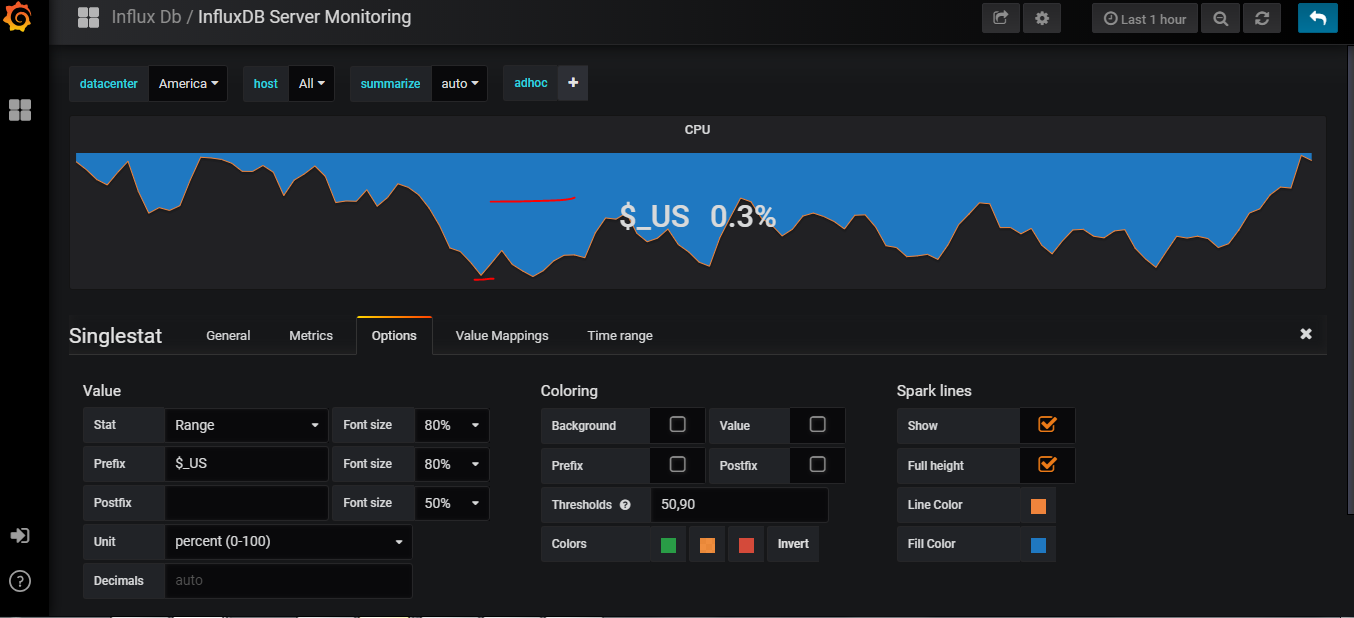 Influx Db / InfluxDB Server Monitoring
Last 1 hour
datacenter America host All summarize auto adhoc +
CPU
$_US 0.3%
Singlestat General Metrics Options Value Mappings Time range
Value Coloring Spark lines
Stat Range Font size 80% Background Value Show
Prefix $_US Font size 80% Prefix Postfix Full height
Postfix Font size 50% Thresholds ? 50,90 Line Color
Unit percent (0-100) Colors Invert Fill Color
Decimals auto
?